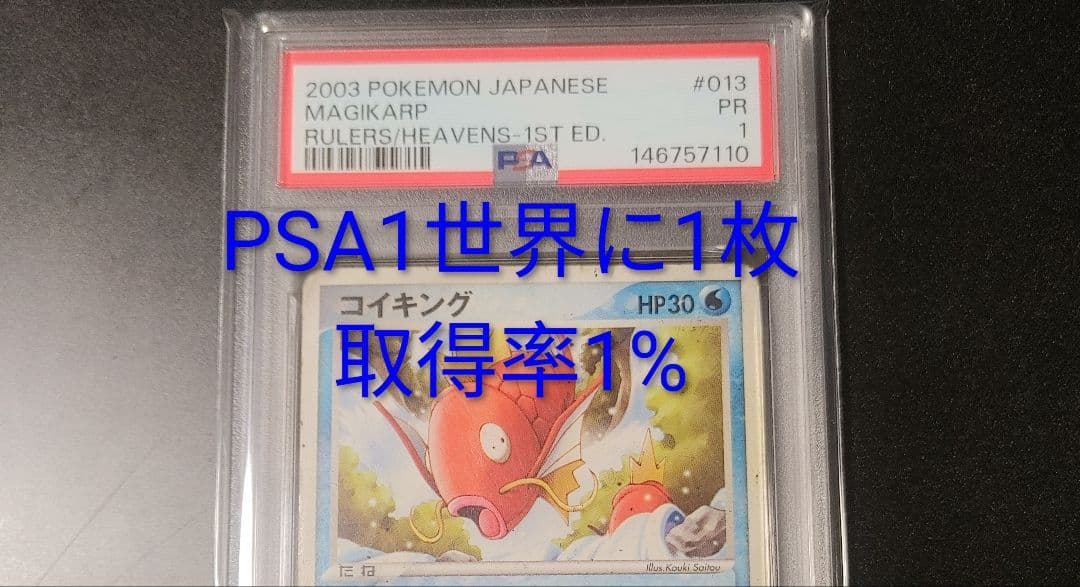 2003 POKEMON JAPANESE #013
MAGIKARP PR
RULERS/HEAVENS-1ST ED. 1
PSA 146757110
PSA1世界に1枚
コイキング HP30
取得率1%
たね Illus.Kouki Saitou